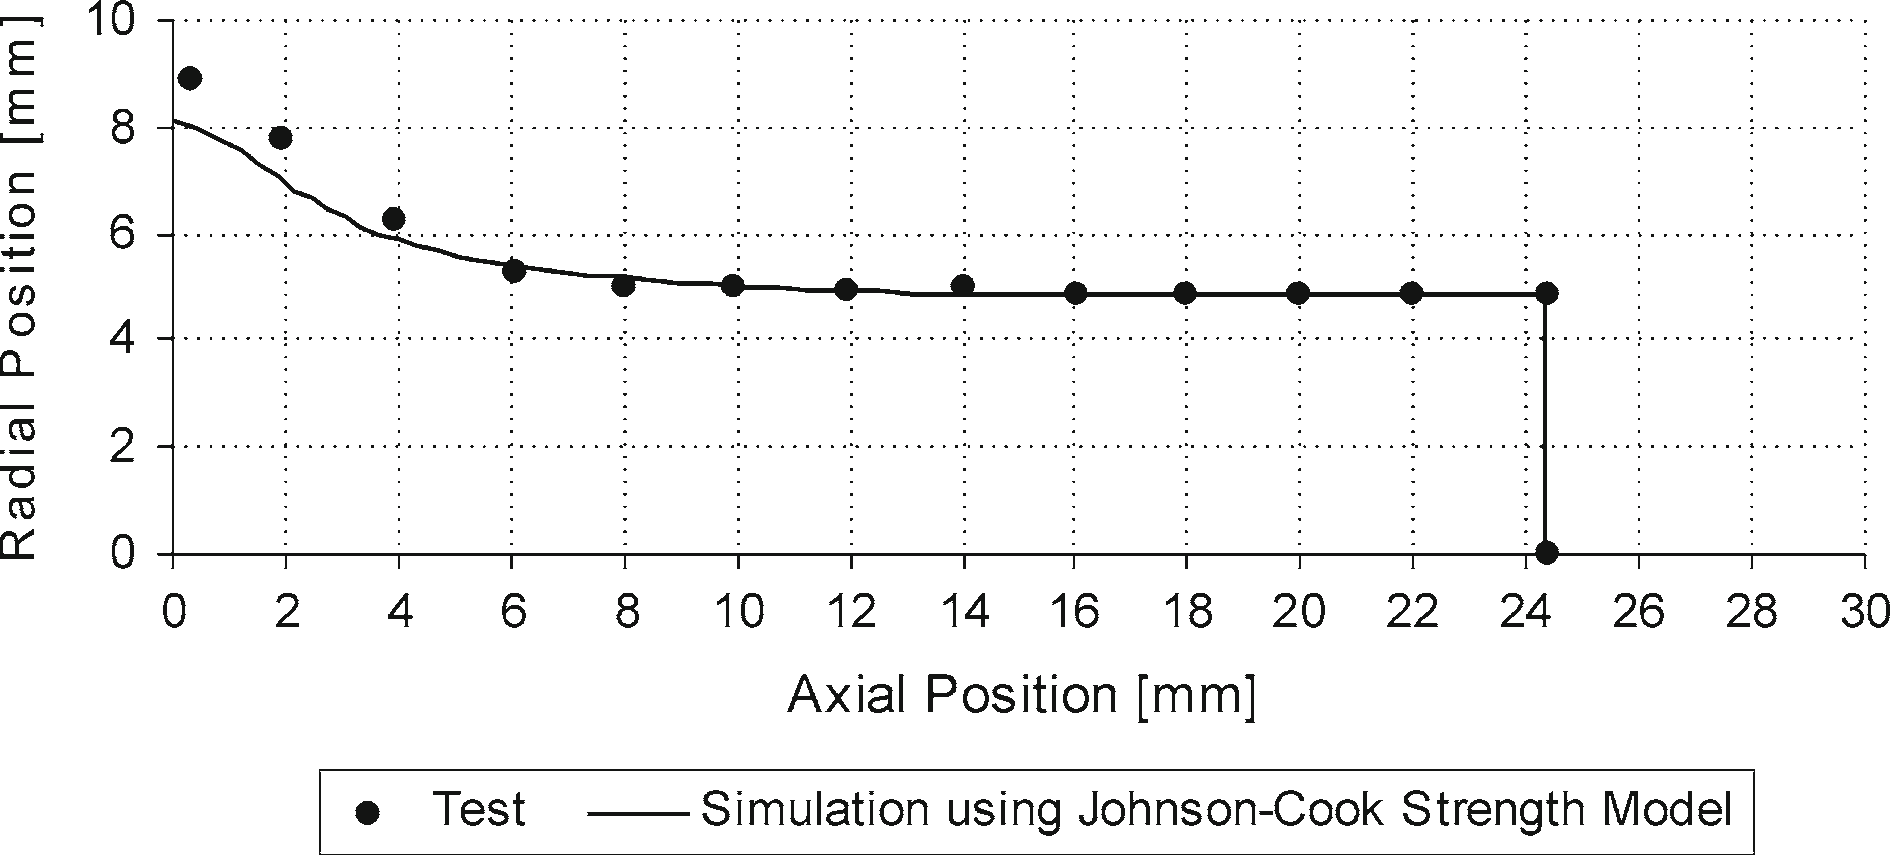 Radial Position [mm]
10
8
6
4
2
0
0 2 4 6 8 10 12 14 16 18 20 22 24 26 28 30
Axial Position [mm]
Test Simulation using Johnson-Cook Strength Model